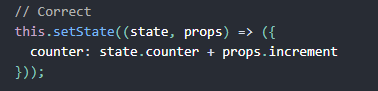 // Correct
this.setState((state, props) => ({
  counter: state.counter + props.increment
}));